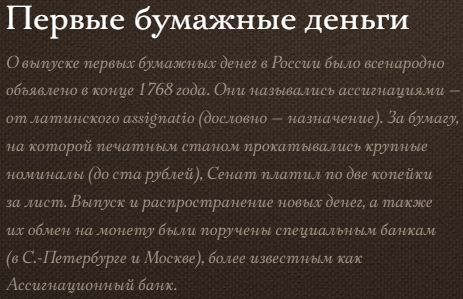 Первые бумажные деньги
О выпуске первых бумажных денег в России было всенародно
объявлено в конце 1768 года. Они назывались ассигнациями —
от латинского assignatio (дословно — назначение). За бумагу,
на которой печатным станом прокатывались крупные
номиналы (до ста рублей), Сенат платил по две копейки
за лист. Выпуск и распространение новых денег, а также
их обмен на монету были поручены специальным банкам
(в С.-Петербурге и Москве), более известным как
Ассигнационный банк.